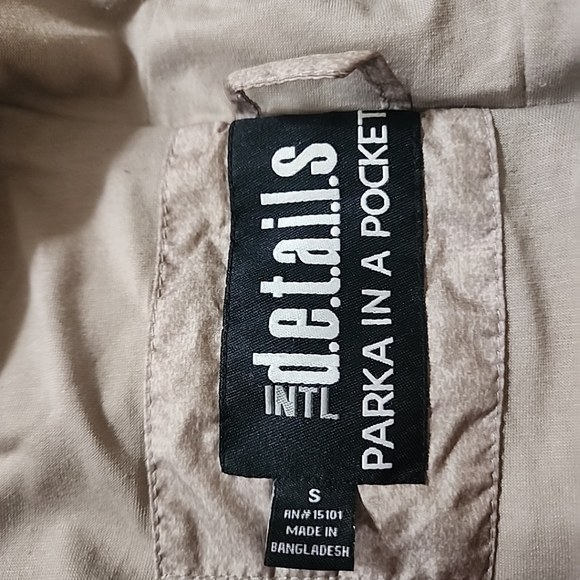 d.e.t.a.i.l.s
INTL
PARKA IN A POCKET
S
RN#15101
MADE IN
BANGLADESH